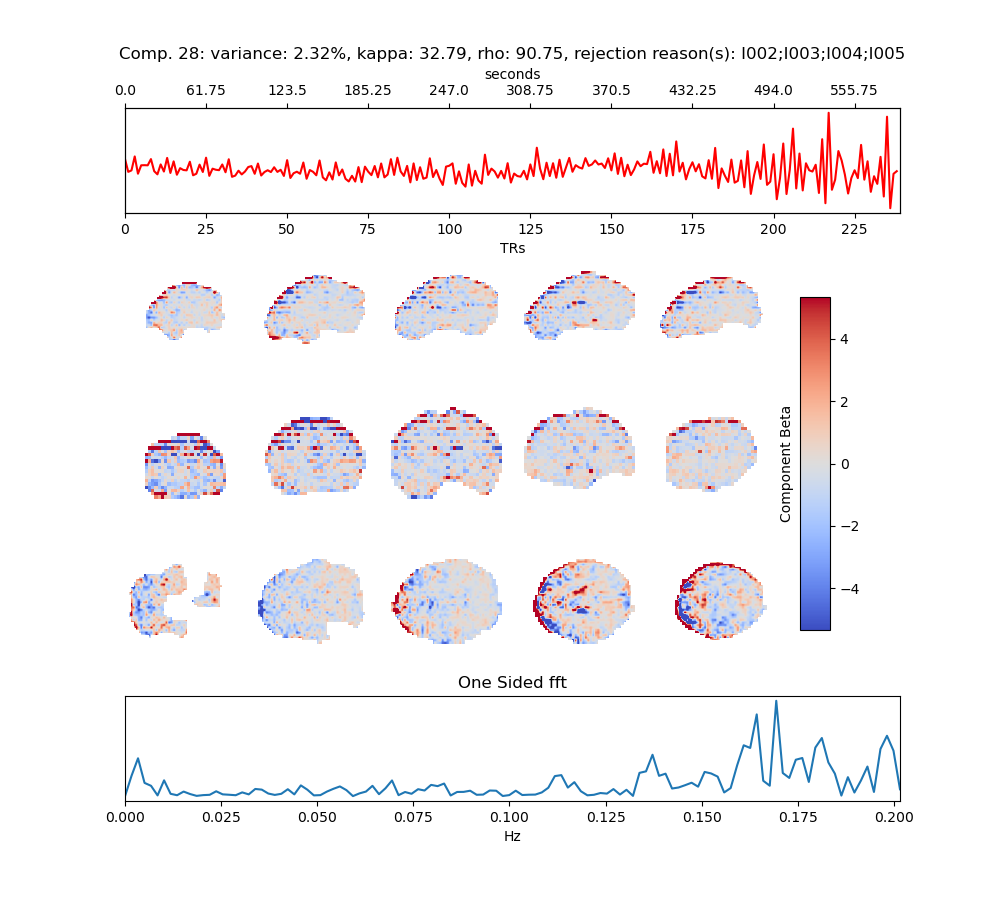 Comp. 28: variance: 2.32%, kappa: 32.79, rho: 90.75, rejection reason(s): I002;I003;I004;I005
seconds
0.0 61.75 123.5 185.25 247.0 308.75 370.5 432.25 494.0 555.75
0 25 50 75 100 125 150 175 200 225
TRs
4
2
0
−2
−4
Component Beta
One Sided fft
0.000 0.025 0.050 0.075 0.100 0.125 0.150 0.175 0.200
Hz